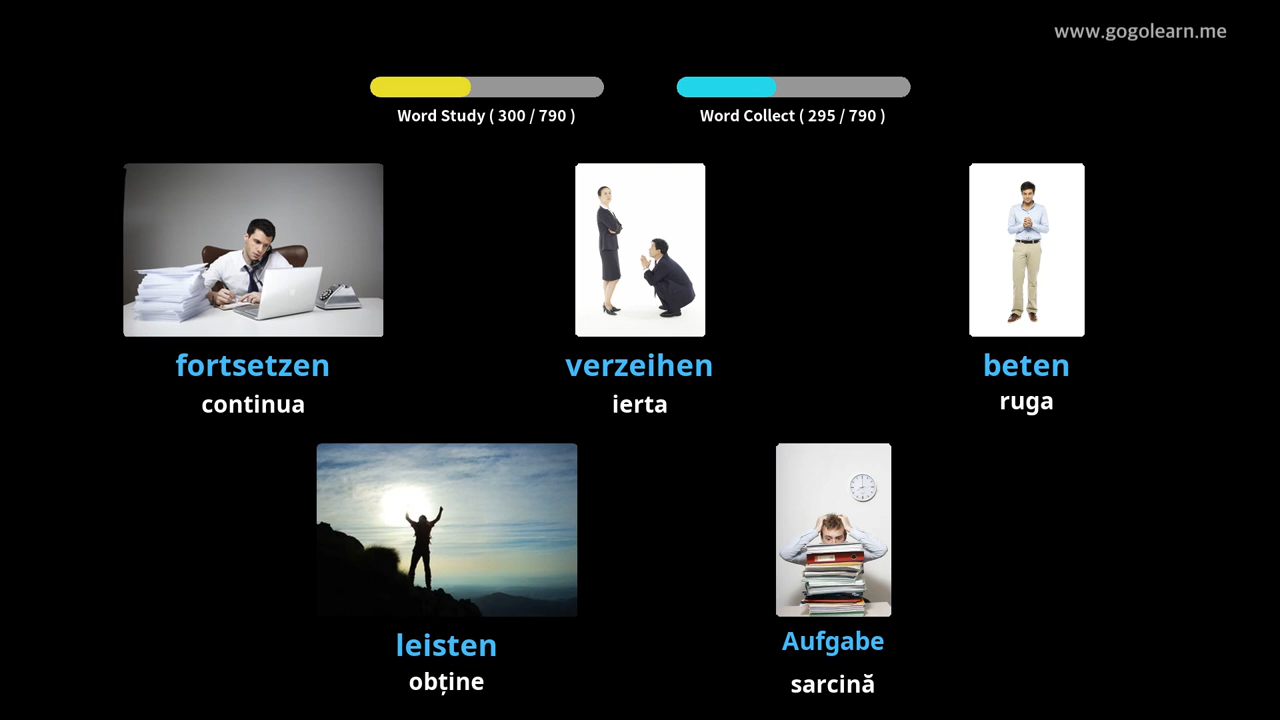 www.gogolearn.me
Word Study ( 300 / 790 )
Word Collect ( 295 / 790 )
fortsetzen
continua
verzeihen
ierta
beten
ruga
leisten
obține
Aufgabe
sarcină